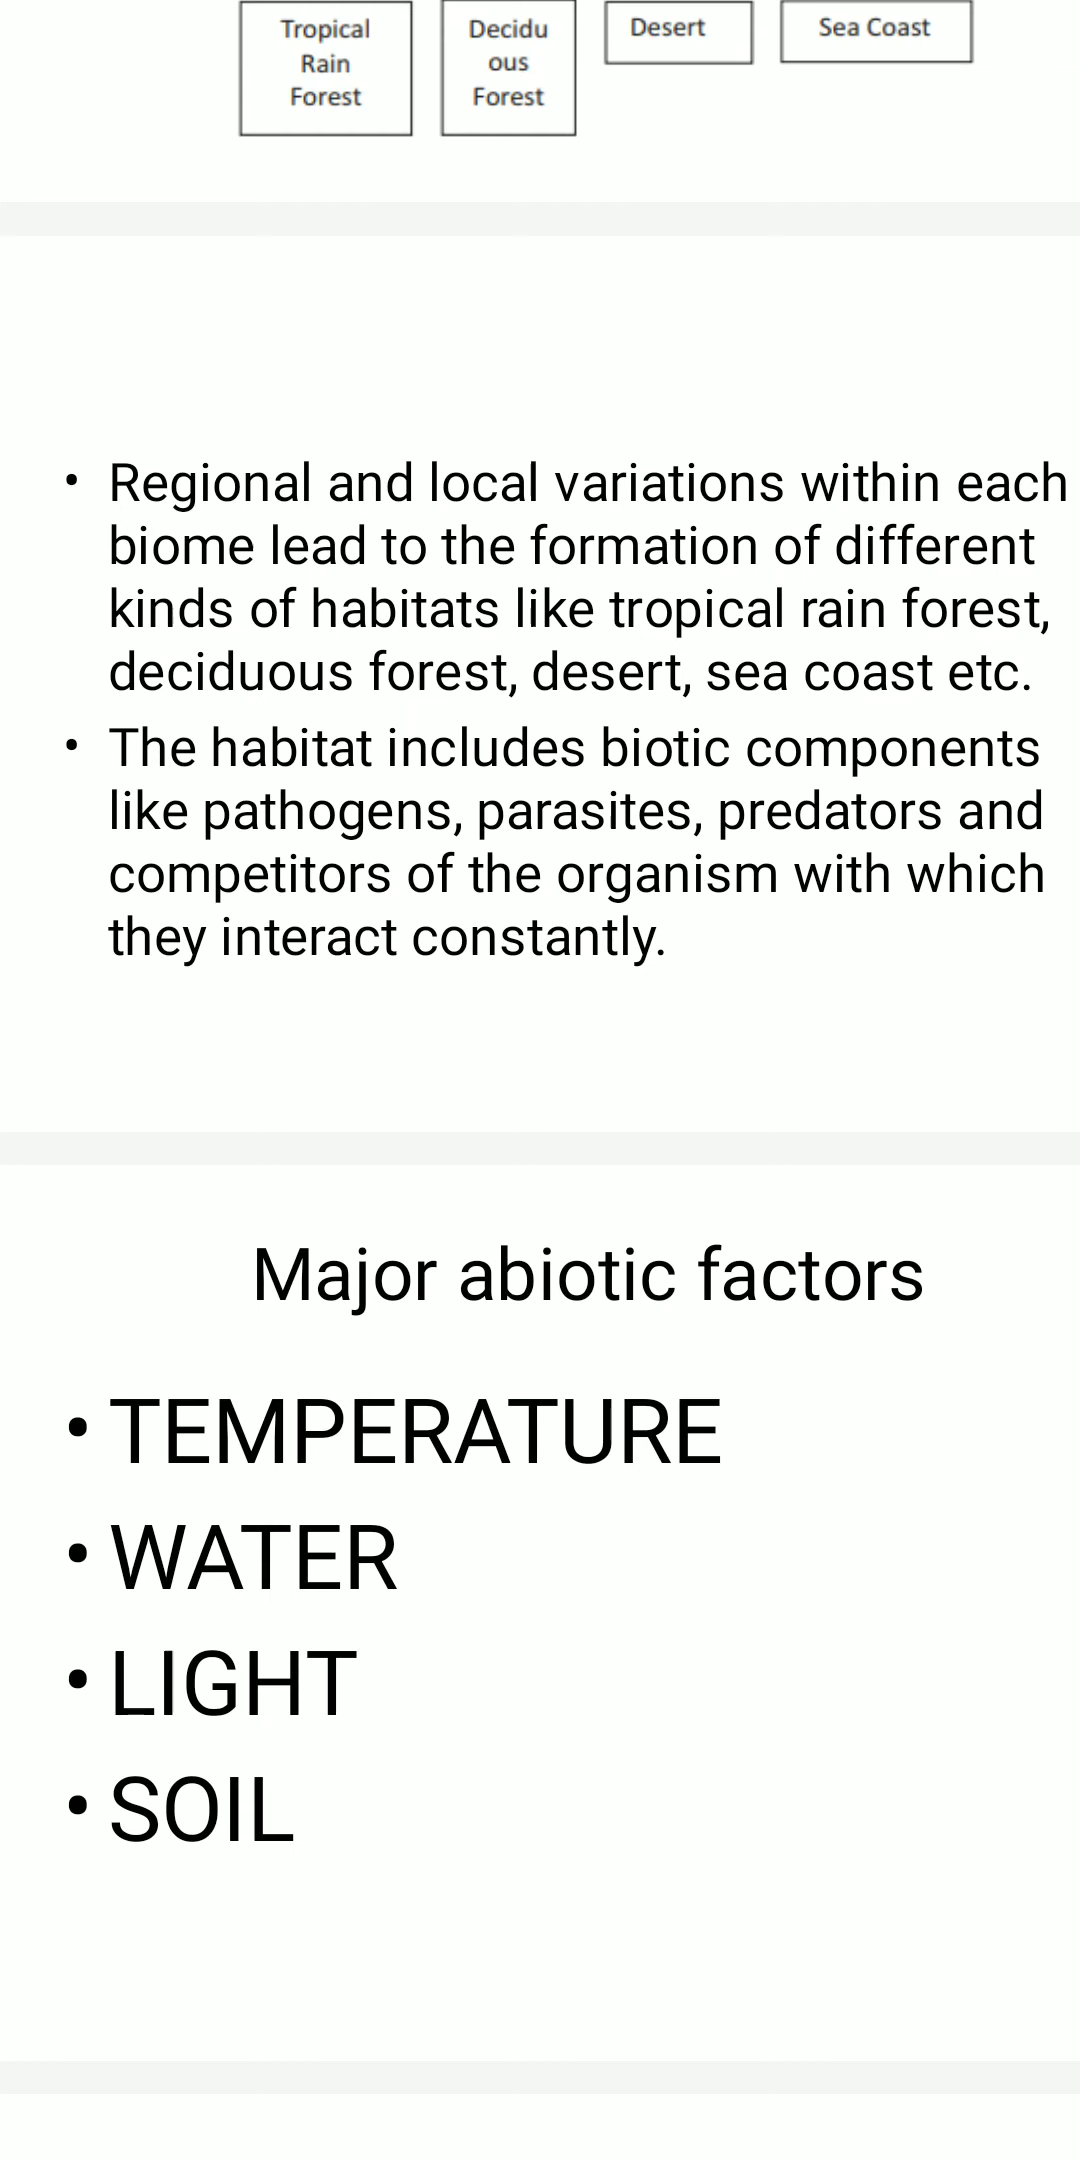 Tropical
Rain
Forest
Decidu
ous
Forest
Desert
Sea Coast
• Regional and local variations within each
biome lead to the formation of different
kinds of habitats like tropical rain forest,
deciduous forest, desert, sea coast etc.
• The habitat includes biotic components
like pathogens, parasites, predators and
competitors of the organism with which
they interact constantly.
Major abiotic factors
• TEMPERATURE
• WATER
• LIGHT
• SOIL